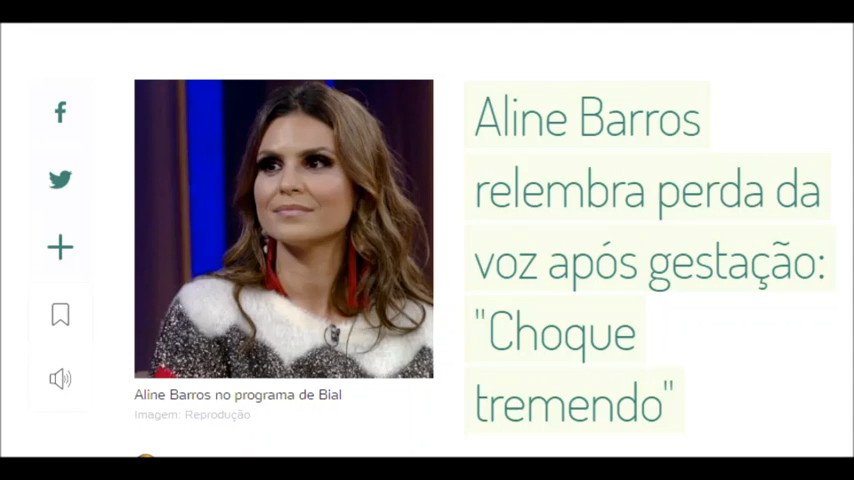 Aline Barros
relembra perda da
voz após gestação:
"Choque
tremendo"
Aline Barros no programa de Bial
Imagem: Reprodução